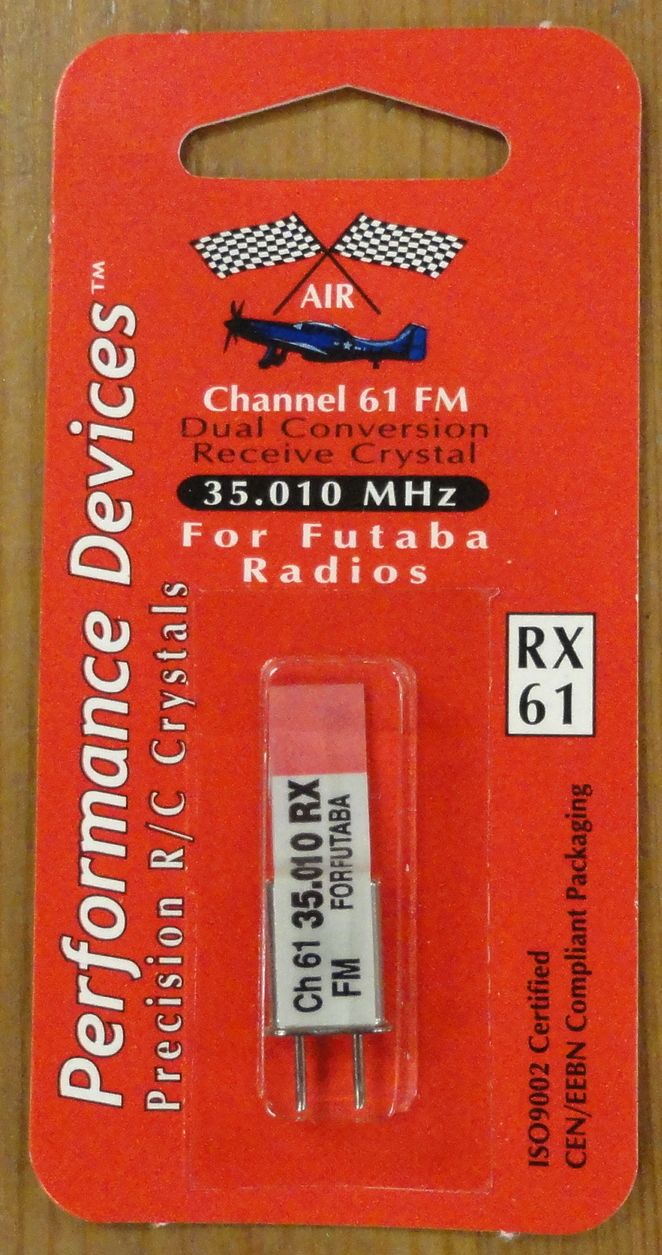 AIR
Channel 61 FM
Dual Conversion
Receive Crystal
35.010 MHz
For Futaba
Radios
Performance Devices™
Precision R/C Crystals
RX
61
Ch 61 35.010 RX
FM FORFUTABA
ISO9002 Certified
CEN/EEBN Compliant Packaging